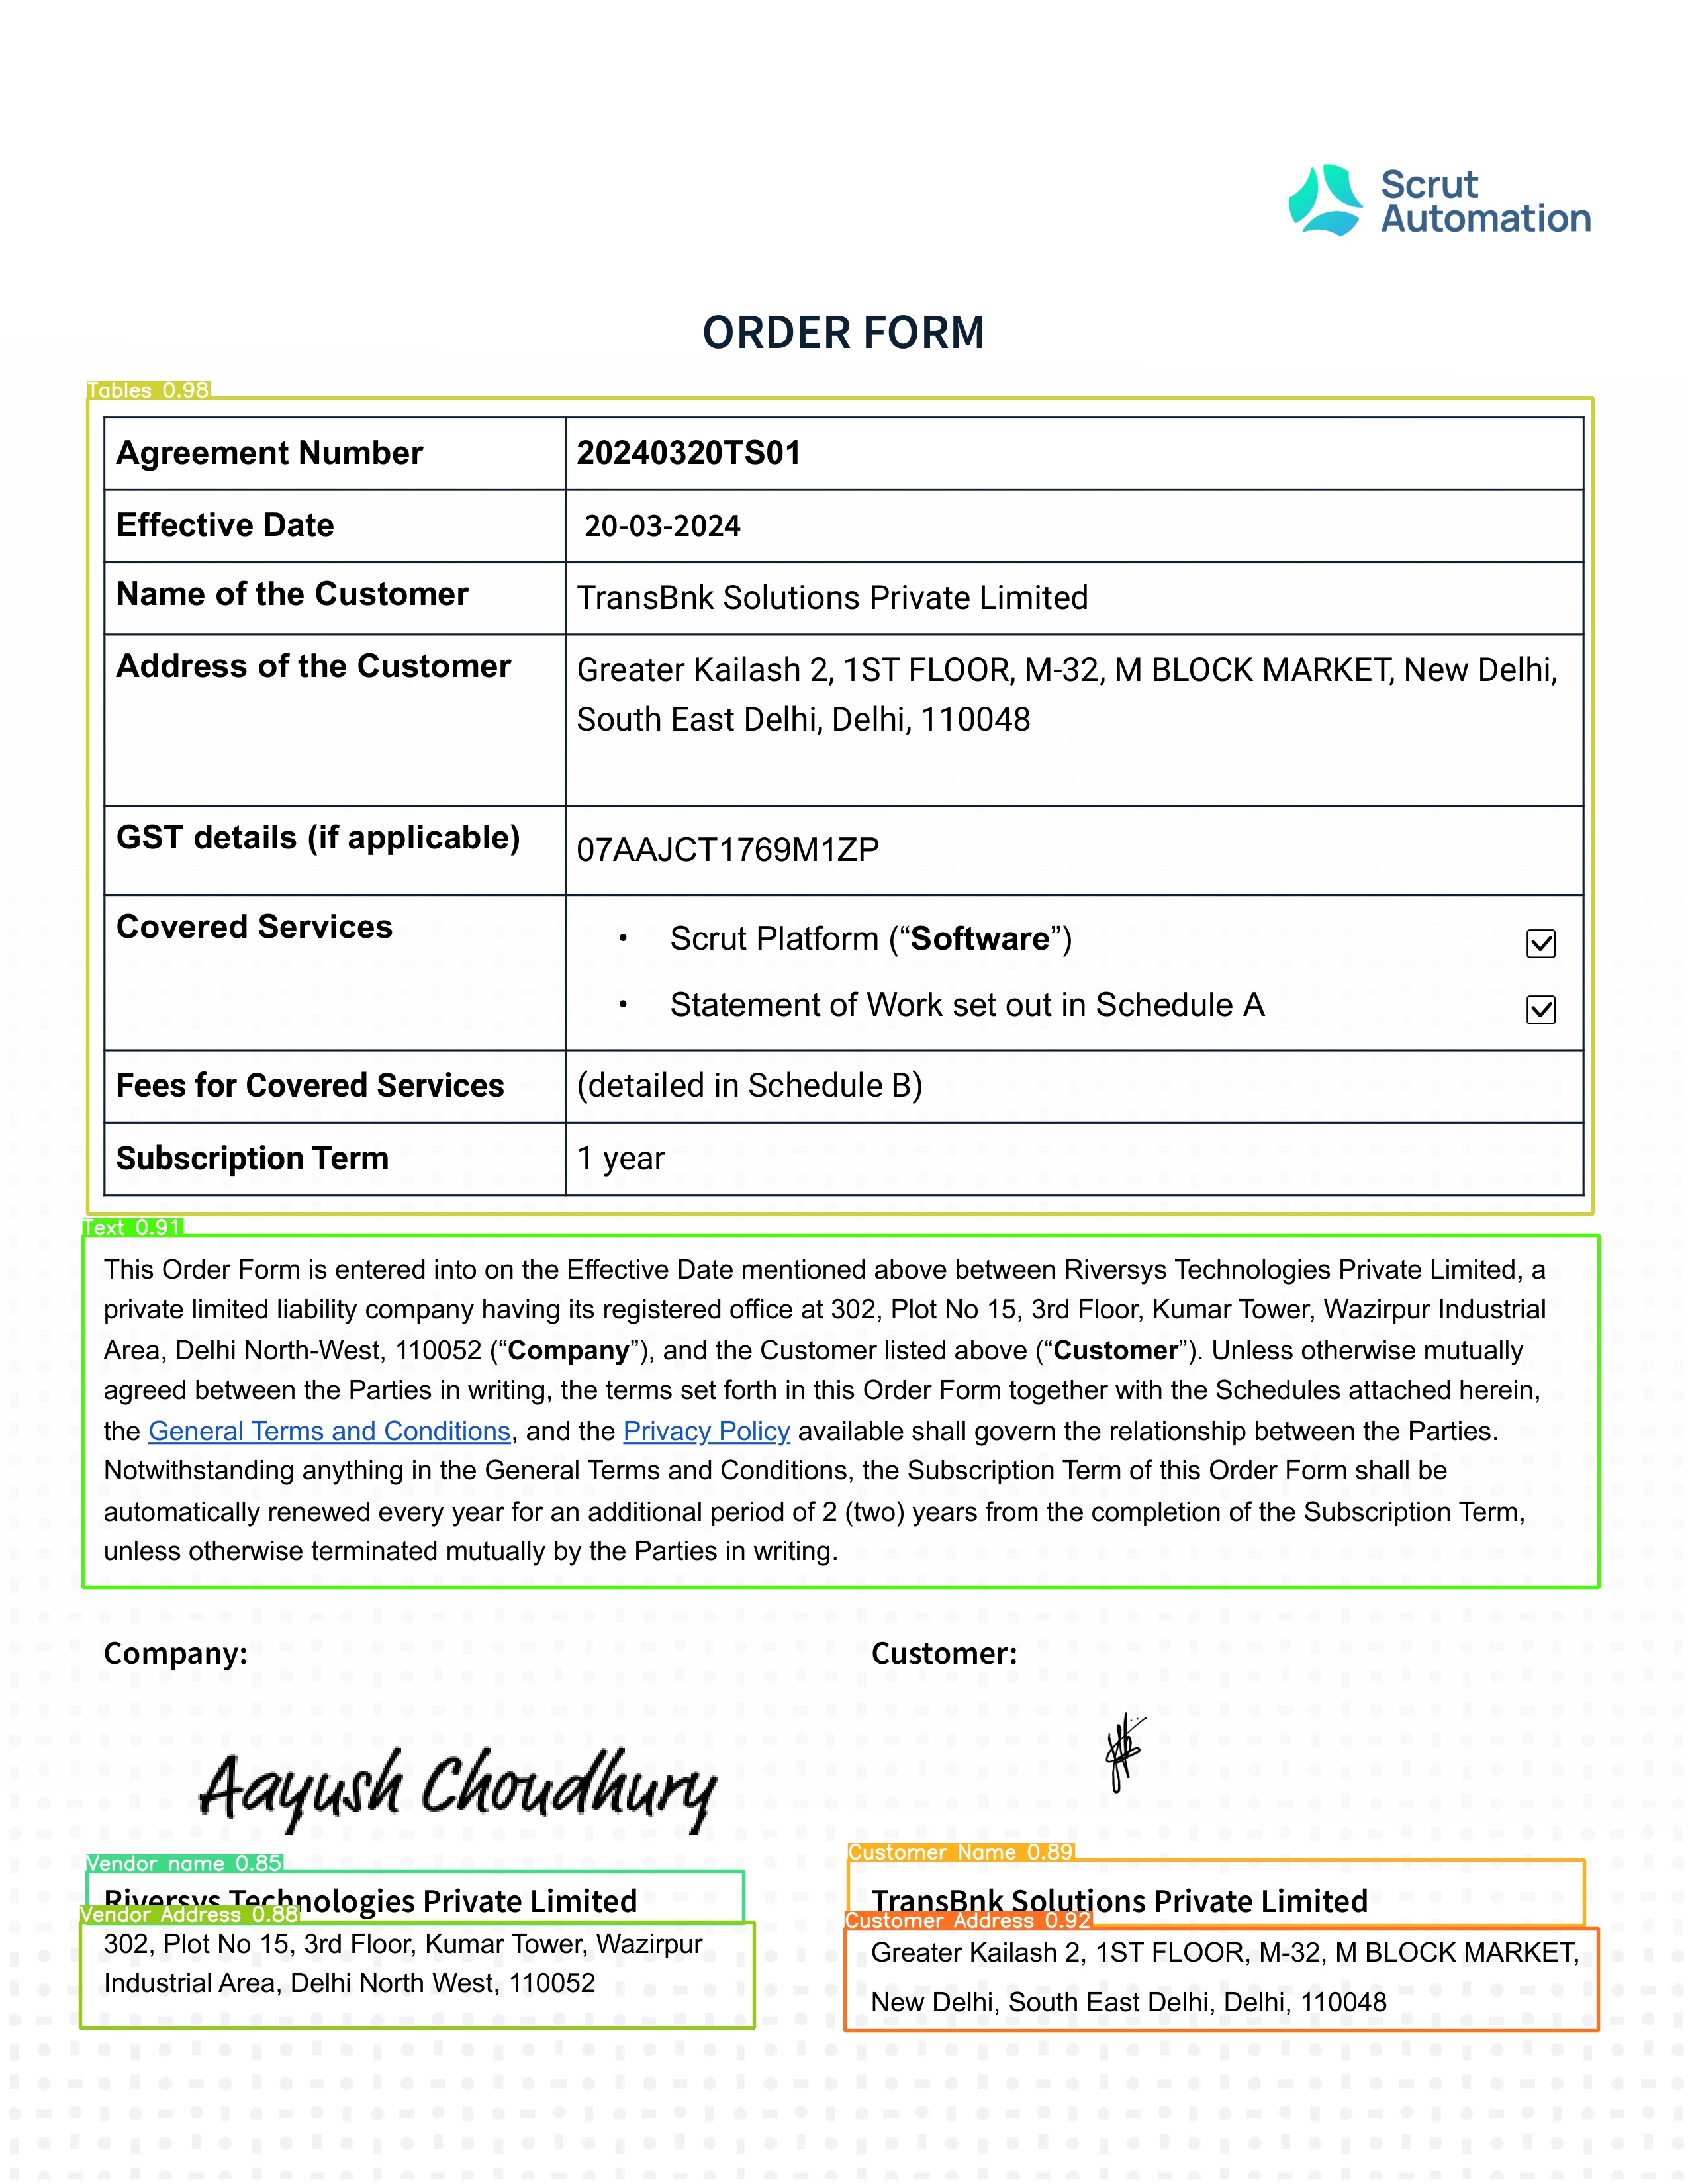 Scrut
Automation
ORDER FORM
Tables 0.98
Agreement Number 20240320TS01
Effective Date 20-03-2024
Name of the Customer TransBnk Solutions Private Limited
Address of the Customer Greater Kailash 2, 1ST FLOOR, M-32, M BLOCK MARKET, New Delhi,
South East Delhi, Delhi, 110048
GST details (if applicable) 07AAJCT1769M1ZP
Covered Services • Scrut Platform (“Software”) ☑
• Statement of Work set out in Schedule A ☑
Fees for Covered Services (detailed in Schedule B)
Subscription Term 1 year
Text 0.91
This Order Form is entered into on the Effective Date mentioned above between Riversys Technologies Private Limited, a
private limited liability company having its registered office at 302, Plot No 15, 3rd Floor, Kumar Tower, Wazirpur Industrial
Area, Delhi North-West, 110052 (“Company”), and the Customer listed above (“Customer”). Unless otherwise mutually
agreed between the Parties in writing, the terms set forth in this Order Form together with the Schedules attached herein,
the General Terms and Conditions, and the Privacy Policy available shall govern the relationship between the Parties.
Notwithstanding anything in the General Terms and Conditions, the Subscription Term of this Order Form shall be
automatically renewed every year for an additional period of 2 (two) years from the completion of the Subscription Term,
unless otherwise terminated mutually by the Parties in writing.
Company: Customer:
Aayush Choudhury
Vendor name 0.85
Riversys Technologies Private Limited
Vendor Address 0.88
302, Plot No 15, 3rd Floor, Kumar Tower, Wazirpur
Industrial Area, Delhi North West, 110052
Customer Name 0.89
TransBnk Solutions Private Limited
Customer Address 0.92
Greater Kailash 2, 1ST FLOOR, M-32, M BLOCK MARKET,
New Delhi, South East Delhi, Delhi, 110048